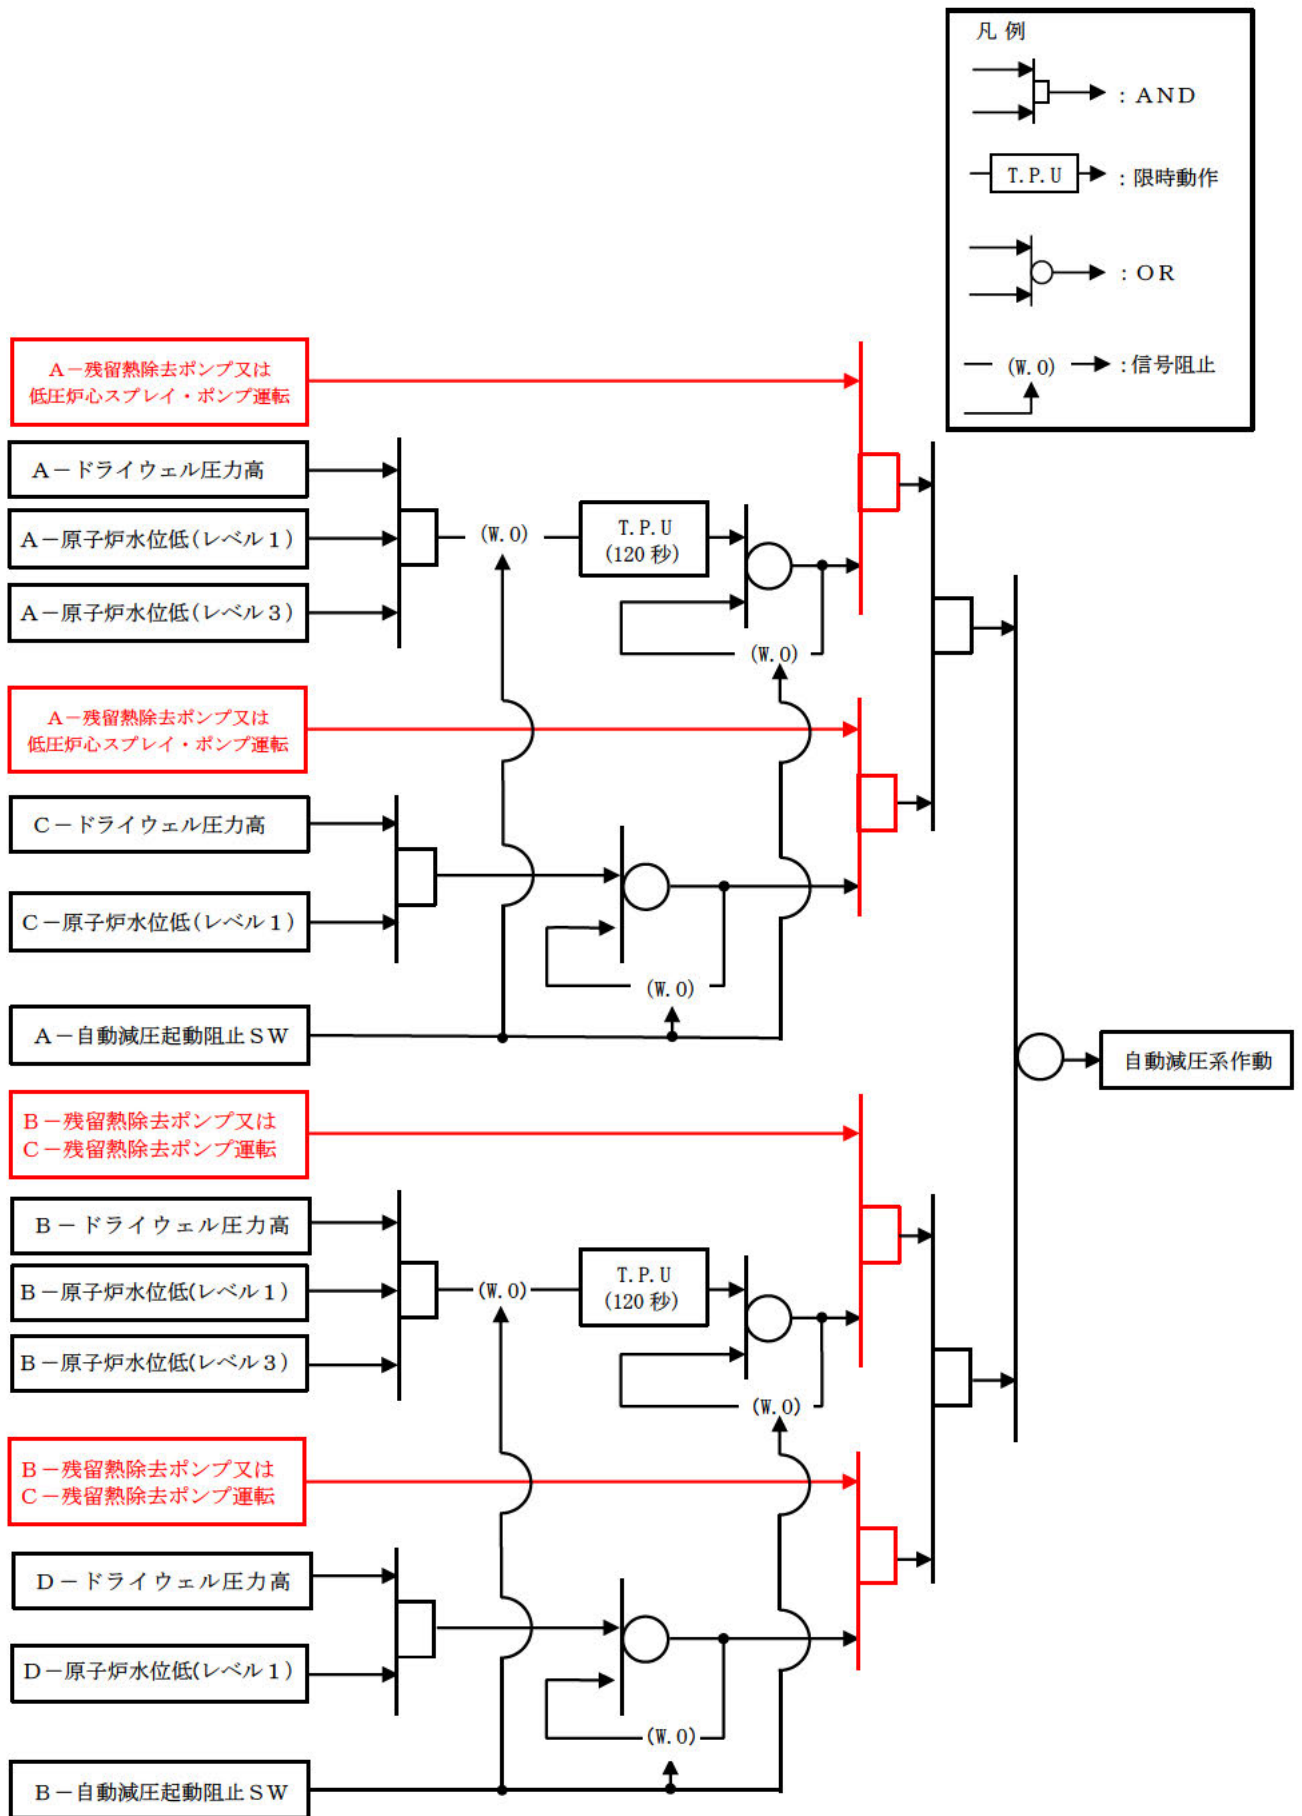 凡例
: AND
T.P.U
: 限時動作
: OR
(W.O)
: 信号阻止
A－残留熱除去ポンプ又は
低圧炉心スプレイ・ポンプ運転
A－ドライウェル圧力高
A－原子炉水位低(レベル1)
A－原子炉水位低(レベル3)
(W.O)
T.P.U
(120秒)
(W.O)
A－残留熱除去ポンプ又は
低圧炉心スプレイ・ポンプ運転
C－ドライウェル圧力高
C－原子炉水位低(レベル1)
(W.O)
A－自動減圧起動阻止SW
自動減圧系作動
B－残留熱除去ポンプ又は
C－残留熱除去ポンプ運転
B－ドライウェル圧力高
B－原子炉水位低(レベル1)
B－原子炉水位低(レベル3)
(W.O)
T.P.U
(120秒)
(W.O)
B－残留熱除去ポンプ又は
C－残留熱除去ポンプ運転
D－ドライウェル圧力高
D－原子炉水位低(レベル1)
(W.O)
B－自動減圧起動阻止SW